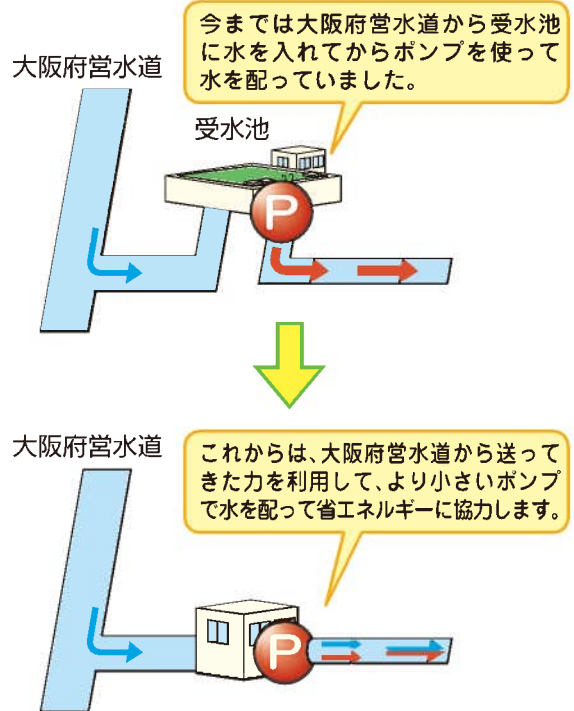 今までは大阪府営水道から受水池
に水を入れてからポンプを使って
水を配っていました。
大阪府営水道
受水池
P
大阪府営水道
これからは、大阪府営水道から送って
きた力を利用して、より小さいポンプ
で水を配って省エネルギーに協力します。
P